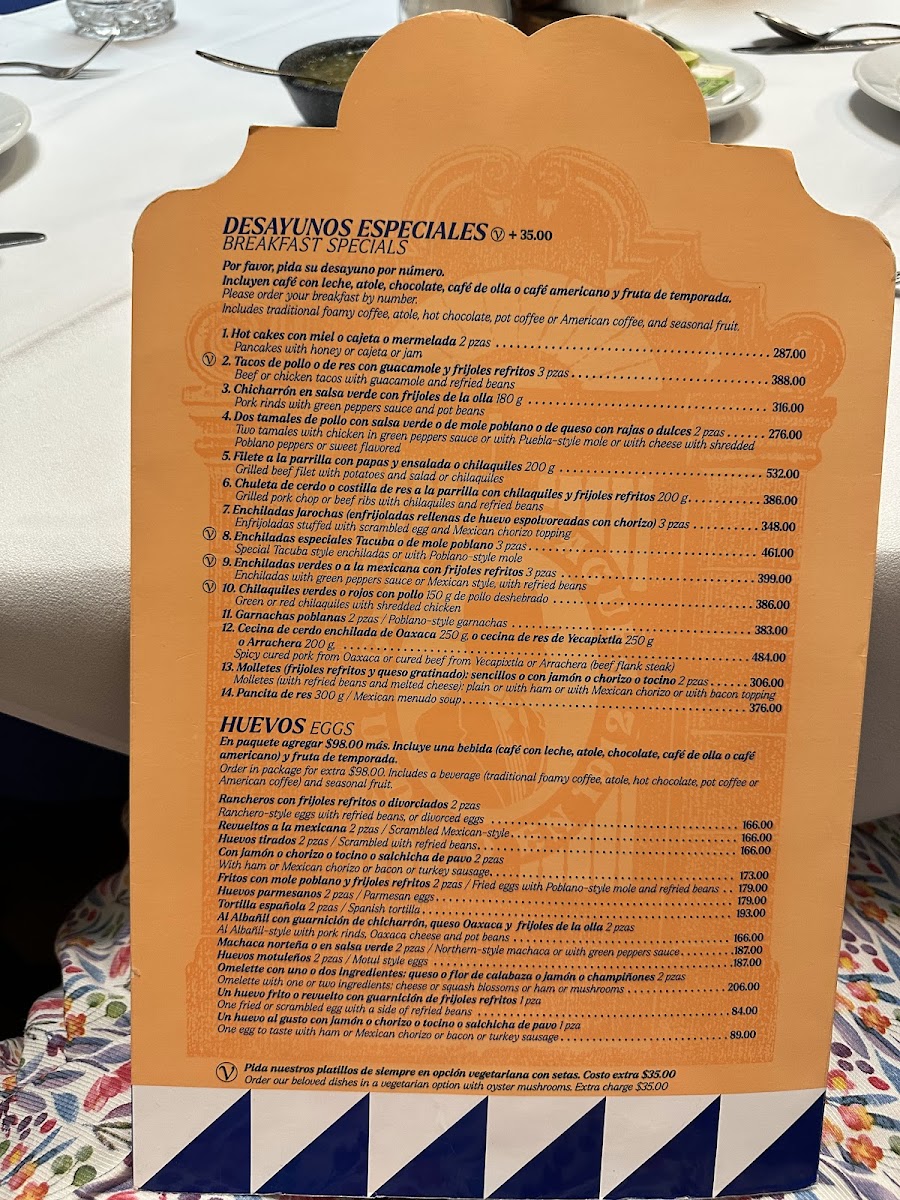 DESAYUNOS ESPECIALES Ⓥ + 35.00
BREAKFAST SPECIALS
Por favor, pida su desayuno por número.
Incluyen café con leche, atole, chocolate, café de olla o café americano y fruta de temporada.
Please order your breakfast by number.
Includes traditional foamy coffee, atole, hot chocolate, pot coffee or American coffee, and seasonal fruit.
1. Hot cakes con miel o cajeta o mermelada 2 pzas ........ 287.00
Pancakes with honey or cajeta or jam
Ⓥ 2. Tacos de pollo o de res con guacamole y frijoles refritos 3 pzas ........ 388.00
Beef or chicken tacos with guacamole and refried beans
3. Chicharrón en salsa verde con frijoles de la olla 180 g ........ 316.00
Pork rinds with green peppers sauce and pot beans
4. Dos tamales de pollo con salsa verde o de mole poblano o de queso con rajas o dulces 2 pzas ...... 276.00
Two tamales with chicken in green peppers sauce or with Puebla-style mole or with cheese with shredded
Poblano peppers or sweet flavored
5. Filete a la parrilla con papas y ensalada o chilaquiles 200 g ........ 532.00
Grilled beef filet with potatoes and salad or chilaquiles
6. Chuleta de cerdo o costilla de res a la parrilla con chilaquiles y frijoles refritos 200 g ........ 386.00
Grilled pork chop or beef ribs with chilaquiles and refried beans
7. Enchiladas Jarochas (enfrijoladas rellenas de huevo espolvoreadas con chorizo) 3 pzas ........ 348.00
Enfrijoladas stuffed with scrambled egg and Mexican chorizo topping
Ⓥ 8. Enchiladas especiales Tacuba o de mole poblano 3 pzas ........ 461.00
Special Tacuba style enchiladas or with Poblano-style mole
Ⓥ 9. Enchiladas verdes o a la mexicana con frijoles refritos 3 pzas ........ 399.00
Enchiladas with green peppers sauce or Mexican style, with refried beans
Ⓥ 10. Chilaquiles verdes o rojos con pollo 150 g de pollo deshebrado ........ 386.00
Green or red chilaquiles with shredded chicken
11. Garnachas poblanas 2 pzas / Poblano-style garnachas ........ 383.00
12. Cecina de cerdo enchilada de Oaxaca 250 g, o cecina de res de Yecapixtla 250 g
o Arrachera 200 g, ........ 484.00
Spicy cured pork from Oaxaca or cured beef from Yecapixtla or Arrachera (beef flank steak)
13. Molletes (frijoles refritos y queso gratinado): sencillos o con jamón o chorizo o tocino 2 pzas ...... 306.00
Molletes (with refried beans and melted cheese): plain or with ham or with Mexican chorizo or with bacon topping
14. Pancita de res 300 g / Mexican menudo soup ........ 376.00
HUEVOS EGGS
En paquete agregar $98.00 más. Incluye una bebida (café con leche, atole, chocolate, café de olla o café
americano) y fruta de temporada.
Order in package for extra $98.00. Includes a beverage (traditional foamy coffee, atole, hot chocolate, pot coffee or
American coffee) and seasonal fruit.
Rancheros con frijoles refritos o divorciados 2 pzas
Ranchero-style eggs with refried beans, or divorced eggs ........ 166.00
Revueltos a la mexicana 2 pzas / Scrambled Mexican-style ........ 166.00
Huevos tirados 2 pzas / Scrambled with refried beans ........ 166.00
Con jamón o chorizo o tocino o salchicha de pavo 2 pzas
With ham or Mexican chorizo or bacon or turkey sausage, ........ 173.00
Fritos con mole poblano y frijoles refritos 2 pzas / Fried eggs with Poblano-style mole and refried beans .. 179.00
Huevos parmesanos 2 pzas / Parmesan eggs ........ 179.00
Tortilla española 2 pzas / Spanish tortilla ........ 193.00
Al Albañil con guarnición de chicharrón, queso Oaxaca y frijoles de la olla 2 pzas
Al Albañil-style with pork rinds, Oaxaca cheese and pot beans ........ 166.00
Machaca norteña o en salsa verde 2 pzas / Northern-style machaca or with green peppers sauce ........ 187.00
Huevos motuleños 2 pzas / Motul style eggs ........ 187.00
Omelette con uno o dos ingredientes: queso o flor de calabaza o jamón o champiñones 2 pzas
Omelette with one or two ingredients: cheese or squash blossoms or ham or mushrooms ........ 206.00
Un huevo frito o revuelto con guarnición de frijoles refritos 1 pza
One fried or scrambled egg with a side of refried beans ........ 84.00
Un huevo al gusto con jamón o chorizo o tocino o salchicha de pavo 1 pza
One egg to taste with ham or Mexican chorizo or bacon or turkey sausage ........ 89.00
Ⓥ Pida nuestros platillos de siempre en opción vegetariana con setas. Costo extra $35.00
Order our beloved dishes in a vegetarian option with oyster mushrooms. Extra charge $35.00